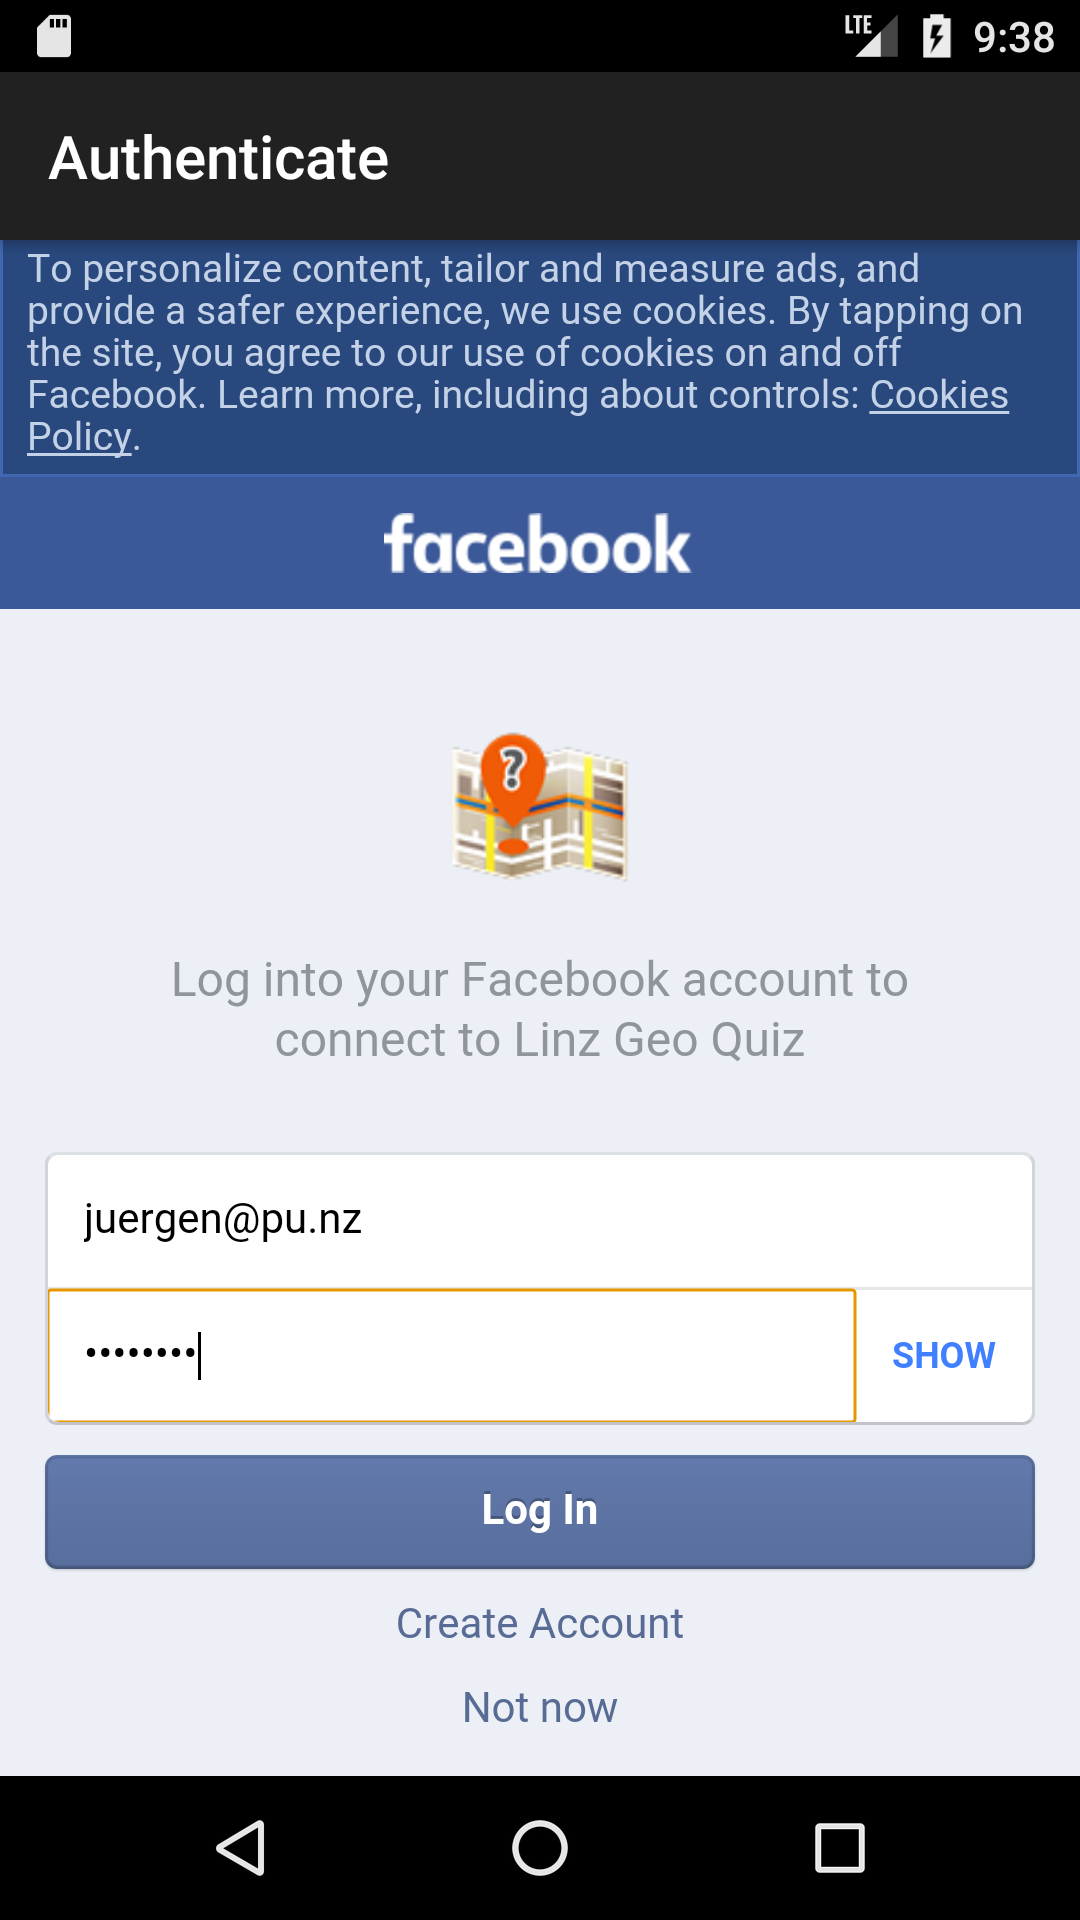 LTE 9:38
Authenticate
To personalize content, tailor and measure ads, and
provide a safer experience, we use cookies. By tapping on
the site, you agree to our use of cookies on and off
Facebook. Learn more, including about controls: Cookies
Policy.
facebook
?
Log into your Facebook account to
connect to Linz Geo Quiz
juergen@pu.nz
••••••••
SHOW
Log In
Create Account
Not now